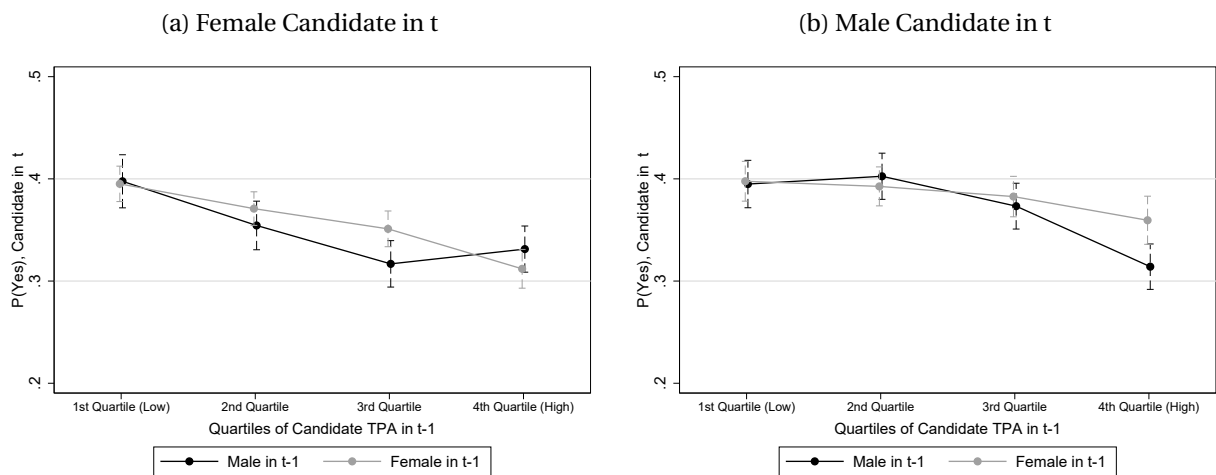 (a) Female Candidate in t
P(Yes), Candidate in t
.5
.4
.3
.2
1st Quartile (Low) 2nd Quartile 3rd Quartile 4th Quartile (High)
Quartiles of Candidate TPA in t-1
Male in t-1 Female in t-1
(b) Male Candidate in t
P(Yes), Candidate in t
.5
.4
.3
.2
1st Quartile (Low) 2nd Quartile 3rd Quartile 4th Quartile (High)
Quartiles of Candidate TPA in t-1
Male in t-1 Female in t-1